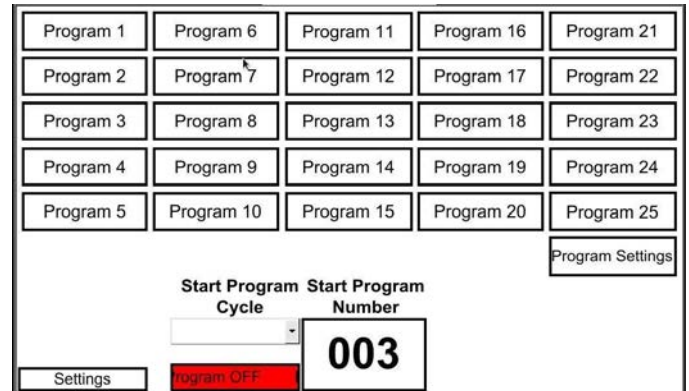 Program 1 Program 6 Program 11 Program 16 Program 21
Program 2 Program 7 Program 12 Program 17 Program 22
Program 3 Program 8 Program 13 Program 18 Program 23
Program 4 Program 9 Program 14 Program 19 Program 24
Program 5 Program 10 Program 15 Program 20 Program 25
Program Settings
Start Program Start Program
Cycle Number
003
Settings rogram OFF